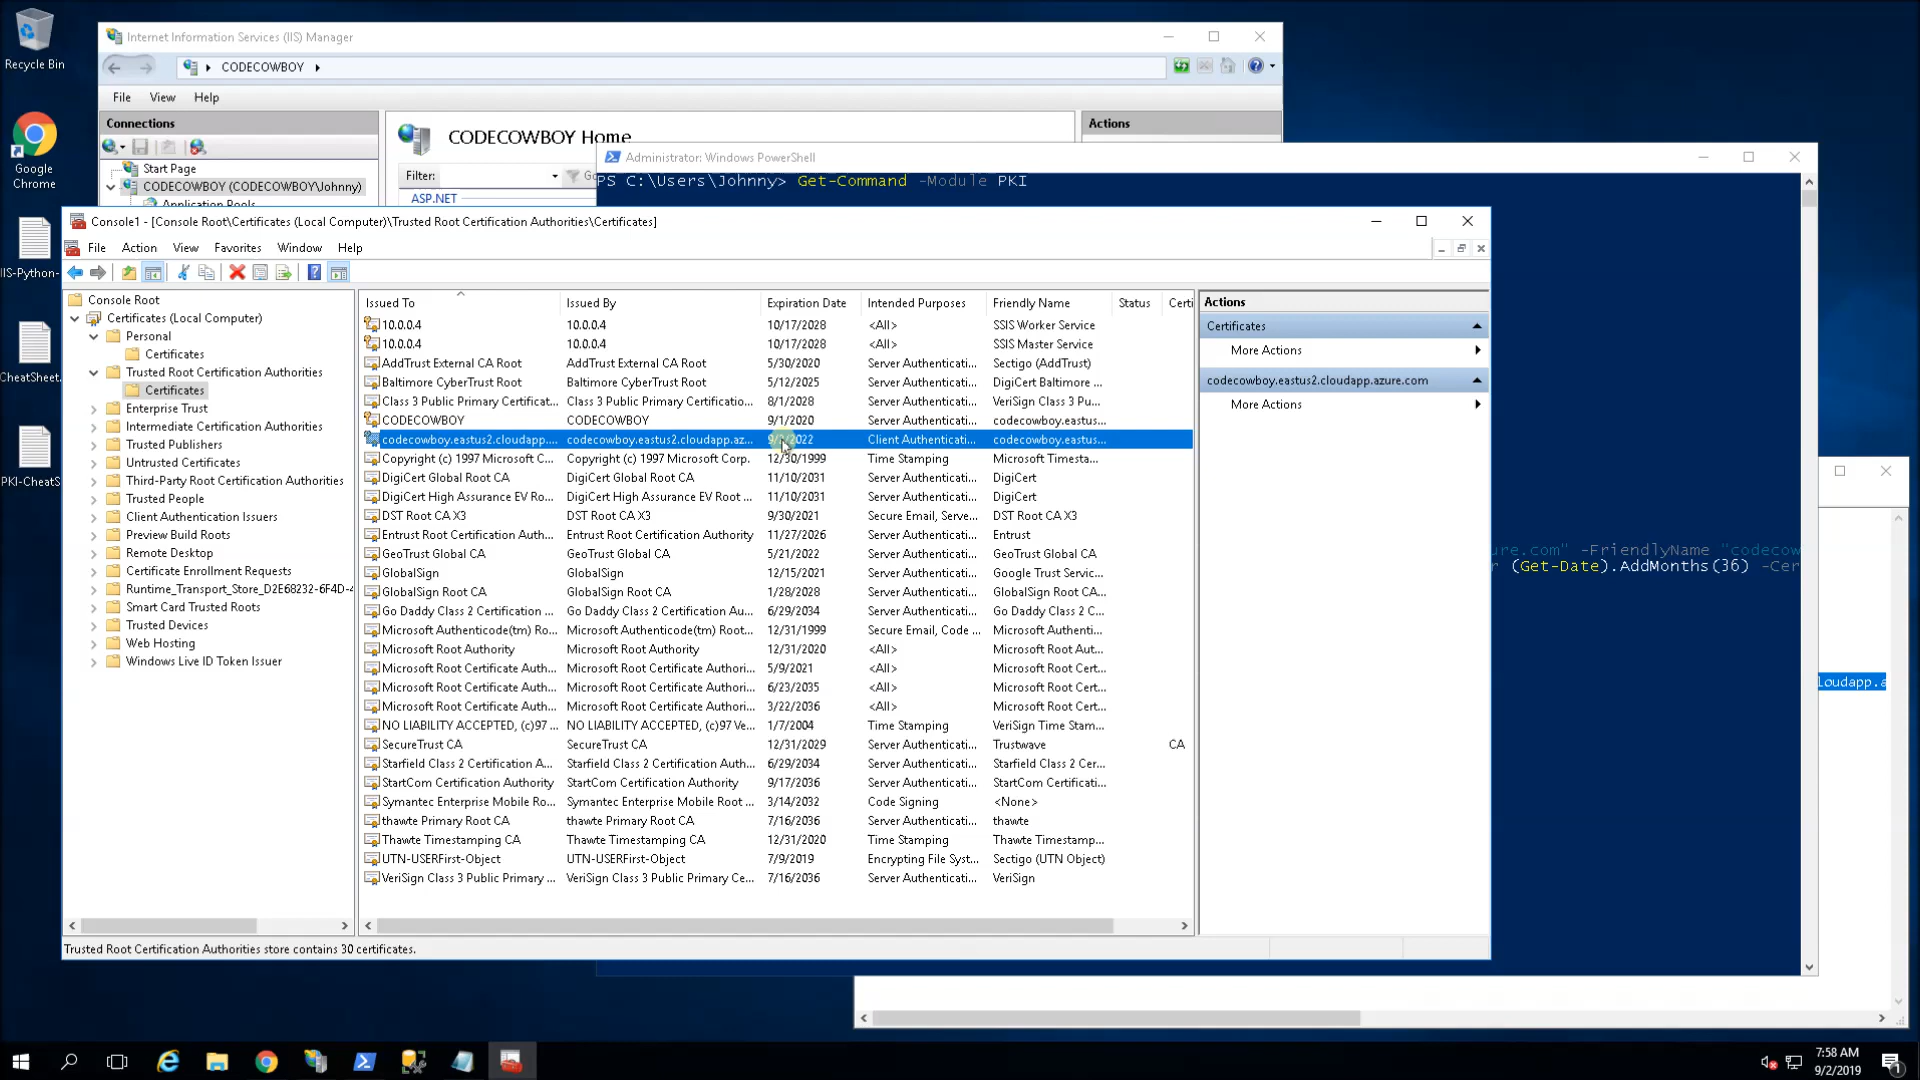 Recycle Bin
Google
Chrome
IIS-Python-
CheatSheet.
PKI-CheatS
Internet Information Services (IIS) Manager
CODECOWBOY
File View Help
Connections
Start Page
CODECOWBOY (CODECOWBOY\Johnny)
Application Pools
CODECOWBOY Home
Filter: Go
ASP.NET
Actions
Administrator: Windows PowerShell
PS C:\Users\Johnny> Get-Command -Module PKI
ure.com" -FriendlyName "codecow
r (Get-Date).AddMonths(36) -Cer
loudapp.a
Console1 - [Console Root\Certificates (Local Computer)\Trusted Root Certification Authorities\Certificates]
File Action View Favorites Window Help
Console Root
Certificates (Local Computer)
Personal
Certificates
Trusted Root Certification Authorities
Certificates
Enterprise Trust
Intermediate Certification Authorities
Trusted Publishers
Untrusted Certificates
Third-Party Root Certification Authorities
Trusted People
Client Authentication Issuers
Preview Build Roots
Remote Desktop
Certificate Enrollment Requests
Runtime_Transport_Store_D2E68232-6F4D-4
Smart Card Trusted Roots
Trusted Devices
Web Hosting
Windows Live ID Token Issuer
Issued To Issued By Expiration Date Intended Purposes Friendly Name Status Certi
10.0.0.4 10.0.0.4 10/17/2028 <All> SSIS Worker Service
10.0.0.4 10.0.0.4 10/17/2028 <All> SSIS Master Service
AddTrust External CA Root AddTrust External CA Root 5/30/2020 Server Authenticati... Sectigo (AddTrust)
Baltimore CyberTrust Root Baltimore CyberTrust Root 5/12/2025 Server Authenticati... DigiCert Baltimore ...
Class 3 Public Primary Certificat... Class 3 Public Primary Certificatio... 8/1/2028 Server Authenticati... VeriSign Class 3 Pu...
CODECOWBOY CODECOWBOY 9/1/2020 Server Authenticati... codecowboy.eastus...
codecowboy.eastus2.cloudapp.... codecowboy.eastus2.cloudapp.az... Client Authenticati... codecowboy.eastus...
Copyright (c) 1997 Microsoft C... Copyright (c) 1997 Microsoft Corp. 12/30/1999 Time Stamping Microsoft Timesta...
DigiCert Global Root CA DigiCert Global Root CA 11/10/2031 Server Authenticati... DigiCert
DigiCert High Assurance EV Ro... DigiCert High Assurance EV Root ... 11/10/2031 Server Authenticati... DigiCert
DST Root CA X3 DST Root CA X3 9/30/2021 Secure Email, Serve... DST Root CA X3
Entrust Root Certification Auth... Entrust Root Certification Authority 11/27/2026 Server Authenticati... Entrust
GeoTrust Global CA GeoTrust Global CA 5/21/2022 Server Authenticati... GeoTrust Global CA
GlobalSign GlobalSign 12/15/2021 Server Authenticati... Google Trust Servic...
GlobalSign Root CA GlobalSign Root CA 1/28/2028 Server Authenticati... GlobalSign Root CA...
Go Daddy Class 2 Certification ... Go Daddy Class 2 Certification Au... 6/29/2034 Server Authenticati... Go Daddy Class 2 C...
Microsoft Authenticode(tm) Ro... Microsoft Authenticode(tm) Root... 12/31/1999 Secure Email, Code ... Microsoft Authenti...
Microsoft Root Authority Microsoft Root Authority 12/31/2020 <All> Microsoft Root Aut...
Microsoft Root Certificate Auth... Microsoft Root Certificate Authori... 5/9/2021 <All> Microsoft Root Cert...
Microsoft Root Certificate Auth... Microsoft Root Certificate Authori... 6/23/2035 <All> Microsoft Root Cert...
Microsoft Root Certificate Auth... Microsoft Root Certificate Authori... 3/22/2036 <All> Microsoft Root Cert...
NO LIABILITY ACCEPTED, (c)97 ... NO LIABILITY ACCEPTED, (c)97 Ve... 1/7/2004 Time Stamping VeriSign Time Stam...
SecureTrust CA SecureTrust CA 12/31/2029 Server Authenticati... Trustwave CA
Starfield Class 2 Certification A... Starfield Class 2 Certification Auth... 6/29/2034 Server Authenticati... Starfield Class 2 Cer...
StartCom Certification Authority StartCom Certification Authority 9/17/2036 Server Authenticati... StartCom Certificati...
Symantec Enterprise Mobile Ro... Symantec Enterprise Mobile Root ... 3/14/2032 Code Signing <None>
thawte Primary Root CA thawte Primary Root CA 7/16/2036 Server Authenticati... thawte
Thawte Timestamping CA Thawte Timestamping CA 12/31/2020 Time Stamping Thawte Timestamp...
UTN-USERFirst-Object UTN-USERFirst-Object 7/9/2019 Encrypting File Syst... Sectigo (UTN Object)
VeriSign Class 3 Public Primary ... VeriSign Class 3 Public Primary Ce... 7/16/2036 Server Authenticati... VeriSign
Actions
Certificates
More Actions
codecowboy.eastus2.cloudapp.azure.com
More Actions
Trusted Root Certification Authorities store contains 30 certificates.
7:58 AM
9/2/2019
1